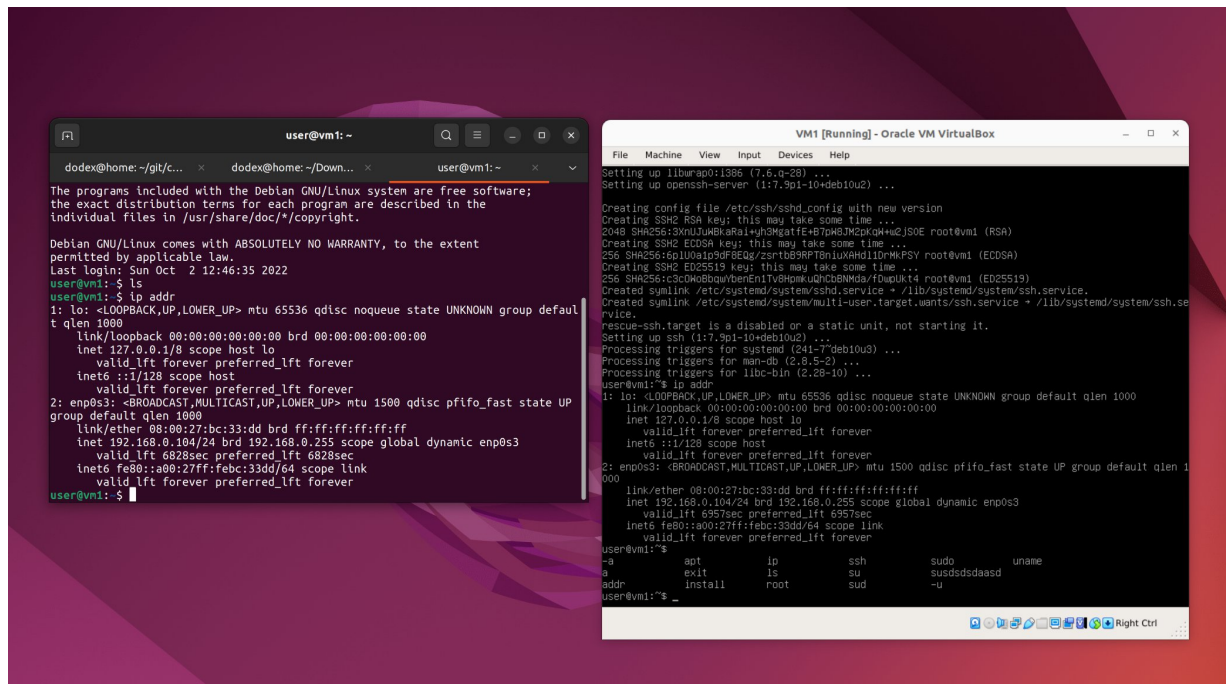 user@vm1: ~
dodex@home: ~/git/c...
dodex@home: ~/Down...
user@vm1: ~
The programs included with the Debian GNU/Linux system are free software;
the exact distribution terms for each program are described in the
individual files in /usr/share/doc/*/copyright.
Debian GNU/Linux comes with ABSOLUTELY NO WARRANTY, to the extent
permitted by applicable law.
Last login: Sun Oct  2 12:46:35 2022
user@vm1:~$ ls
user@vm1:~$ ip addr
1: lo: <LOOPBACK,UP,LOWER_UP> mtu 65536 qdisc noqueue state UNKNOWN group defaul
t qlen 1000
link/loopback 00:00:00:00:00:00 brd 00:00:00:00:00:00
inet 127.0.0.1/8 scope host lo
valid_lft forever preferred_lft forever
inet6 ::1/128 scope host
valid_lft forever preferred_lft forever
2: enp0s3: <BROADCAST,MULTICAST,UP,LOWER_UP> mtu 1500 qdisc pfifo_fast state UP
group default qlen 1000
link/ether 08:00:27:bc:33:dd brd ff:ff:ff:ff:ff:ff
inet 192.168.0.104/24 brd 192.168.0.255 scope global dynamic enp0s3
valid_lft 6828sec preferred_lft 6828sec
inet6 fe80::a00:27ff:febc:33dd/64 scope link
valid_lft forever preferred_lft forever
user@vm1:~$
VM1 [Running] - Oracle VM VirtualBox
File Machine View Input Devices Help
Setting up libwrap0:i386 (7.6.q-28) ...
Setting up openssh-server (1:7.9p1-10+deb10u2) ...
Creating config file /etc/ssh/sshd_config with new version
Creating SSH2 RSA key; this may take some time ...
2048 root@vm1 (RSA)
Creating SSH2 ECDSA key; this may take some time ...
256 root@vm1 (ECDSA)
Creating SSH2 ED25519 key; this may take some time ...
256 root@vm1 (ED25519)
Created symlink /etc/systemd/system/sshd.service → /lib/systemd/system/ssh.service.
Created symlink /etc/systemd/system/multi-user.target.wants/ssh.service → /lib/systemd/system/ssh.se
rvice.
rescue-ssh.target is a disabled or a static unit, not starting it.
Setting up ssh (1:7.9p1-10+deb10u2) ...
Processing triggers for systemd (241-7~deb10u3) ...
Processing triggers for man-db (2.8.5-2) ...
Processing triggers for libc-bin (2.28-10) ...
user@vm1:~$ ip addr
1: lo: <LOOPBACK,UP,LOWER_UP> mtu 65536 qdisc noqueue state UNKNOWN group default qlen 1000
link/loopback 00:00:00:00:00:00 brd 00:00:00:00:00:00
inet 127.0.0.1/8 scope host lo
valid_lft forever preferred_lft forever
inet6 ::1/128 scope host
valid_lft forever preferred_lft forever
2: enp0s3: <BROADCAST,MULTICAST,UP,LOWER_UP> mtu 1500 qdisc pfifo_fast state UP group default qlen 1
000
link/ether 08:00:27:bc:33:dd brd ff:ff:ff:ff:ff:ff
inet 192.168.0.104/24 brd 192.168.0.255 scope global dynamic enp0s3
valid_lft 6957sec preferred_lft 6957sec
inet6 fe80::a00:27ff:febc:33dd/64 scope link
valid_lft forever preferred_lft forever
user@vm1:~$
-a apt ip ssh sudo uname
a exit ls su susdsdsdaasd
addr install root sud -u
user@vm1:~$ _
Right Ctrl